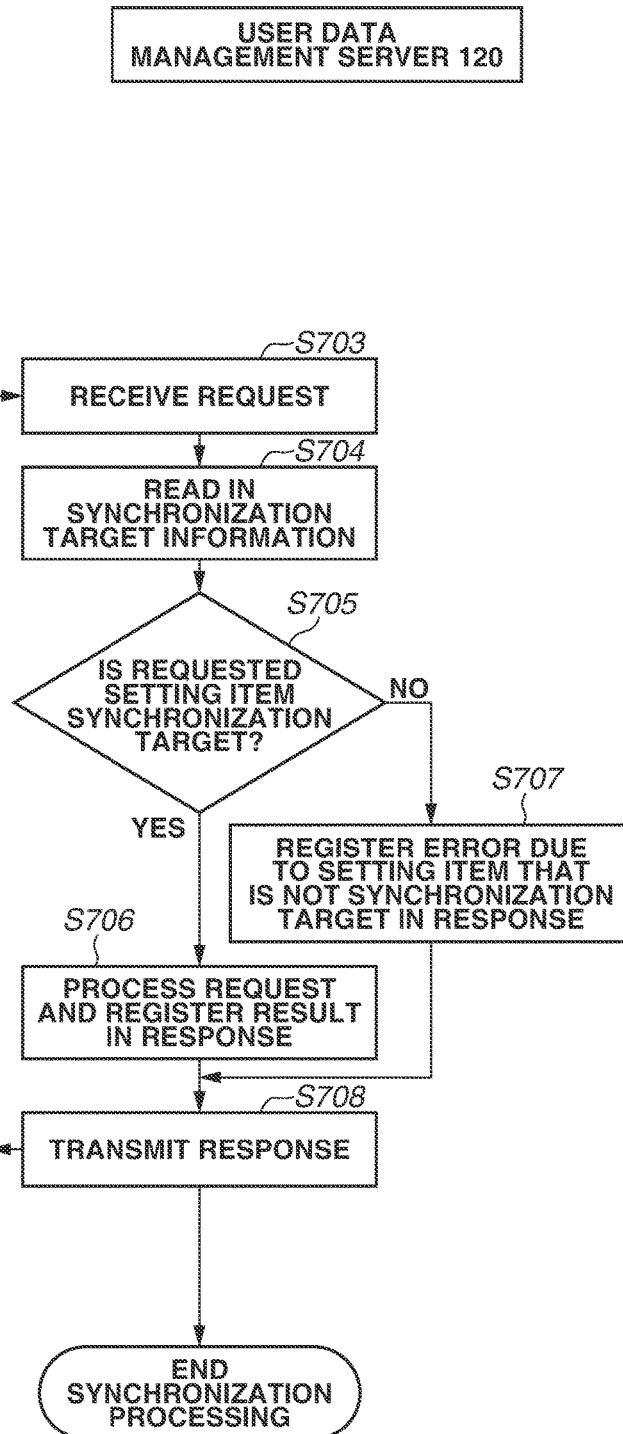 USER DATA
MANAGEMENT SERVER 120
S703
RECEIVE REQUEST
S704
READ IN
SYNCHRONIZATION
TARGET INFORMATION
S705
IS REQUESTED
SETTING ITEM
SYNCHRONIZATION
TARGET?
NO
YES
S707
REGISTER ERROR DUE
TO SETTING ITEM THAT
IS NOT SYNCHRONIZATION
TARGET IN RESPONSE
S706
PROCESS REQUEST
AND REGISTER RESULT
IN RESPONSE
S708
TRANSMIT RESPONSE
END
SYNCHRONIZATION
PROCESSING